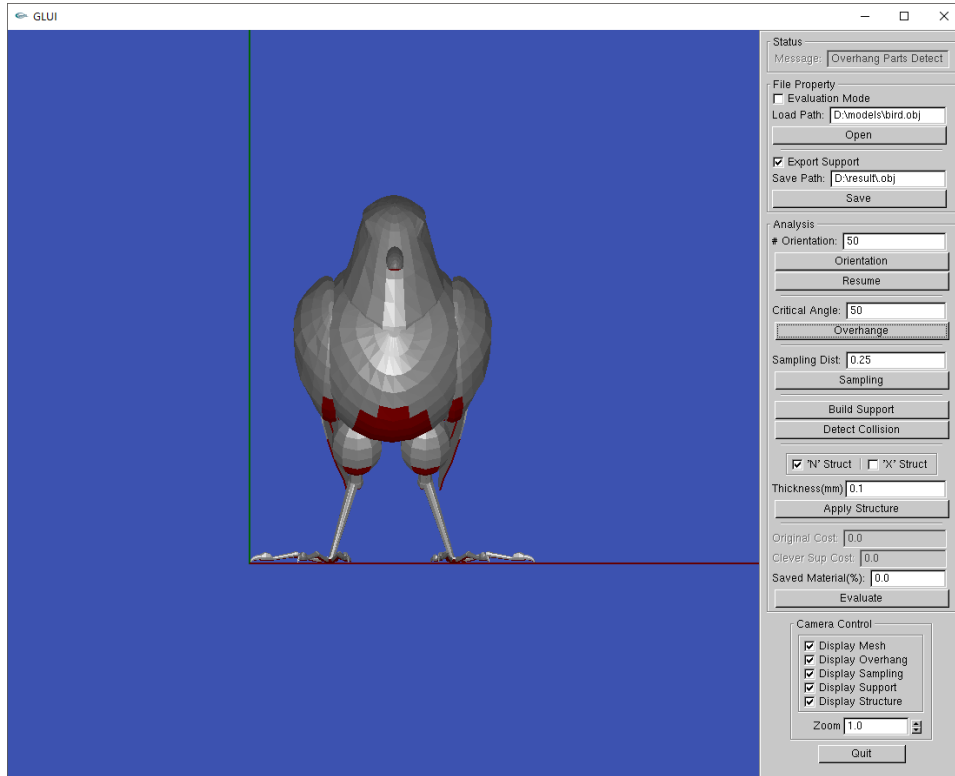 GLUI
Status
Message: Overhang Parts Detect
File Property
Evaluation Mode
Load Path: D:\models\bird.obj
Open
Export Support
Save Path: D:\result\.obj
Save
Analysis
# Orientation: 50
Orientation
Resume
Critical Angle: 50
Overhange
Sampling Dist: 0.25
Sampling
Build Support
Detect Collision
'N' Struct 'X' Struct
Thickness(mm) 0.1
Apply Structure
Original Cost: 0.0
Clever Sup Cost: 0.0
Saved Material(%): 0.0
Evaluate
Camera Control
Display Mesh
Display Overhang
Display Sampling
Display Support
Display Structure
Zoom 1.0
Quit